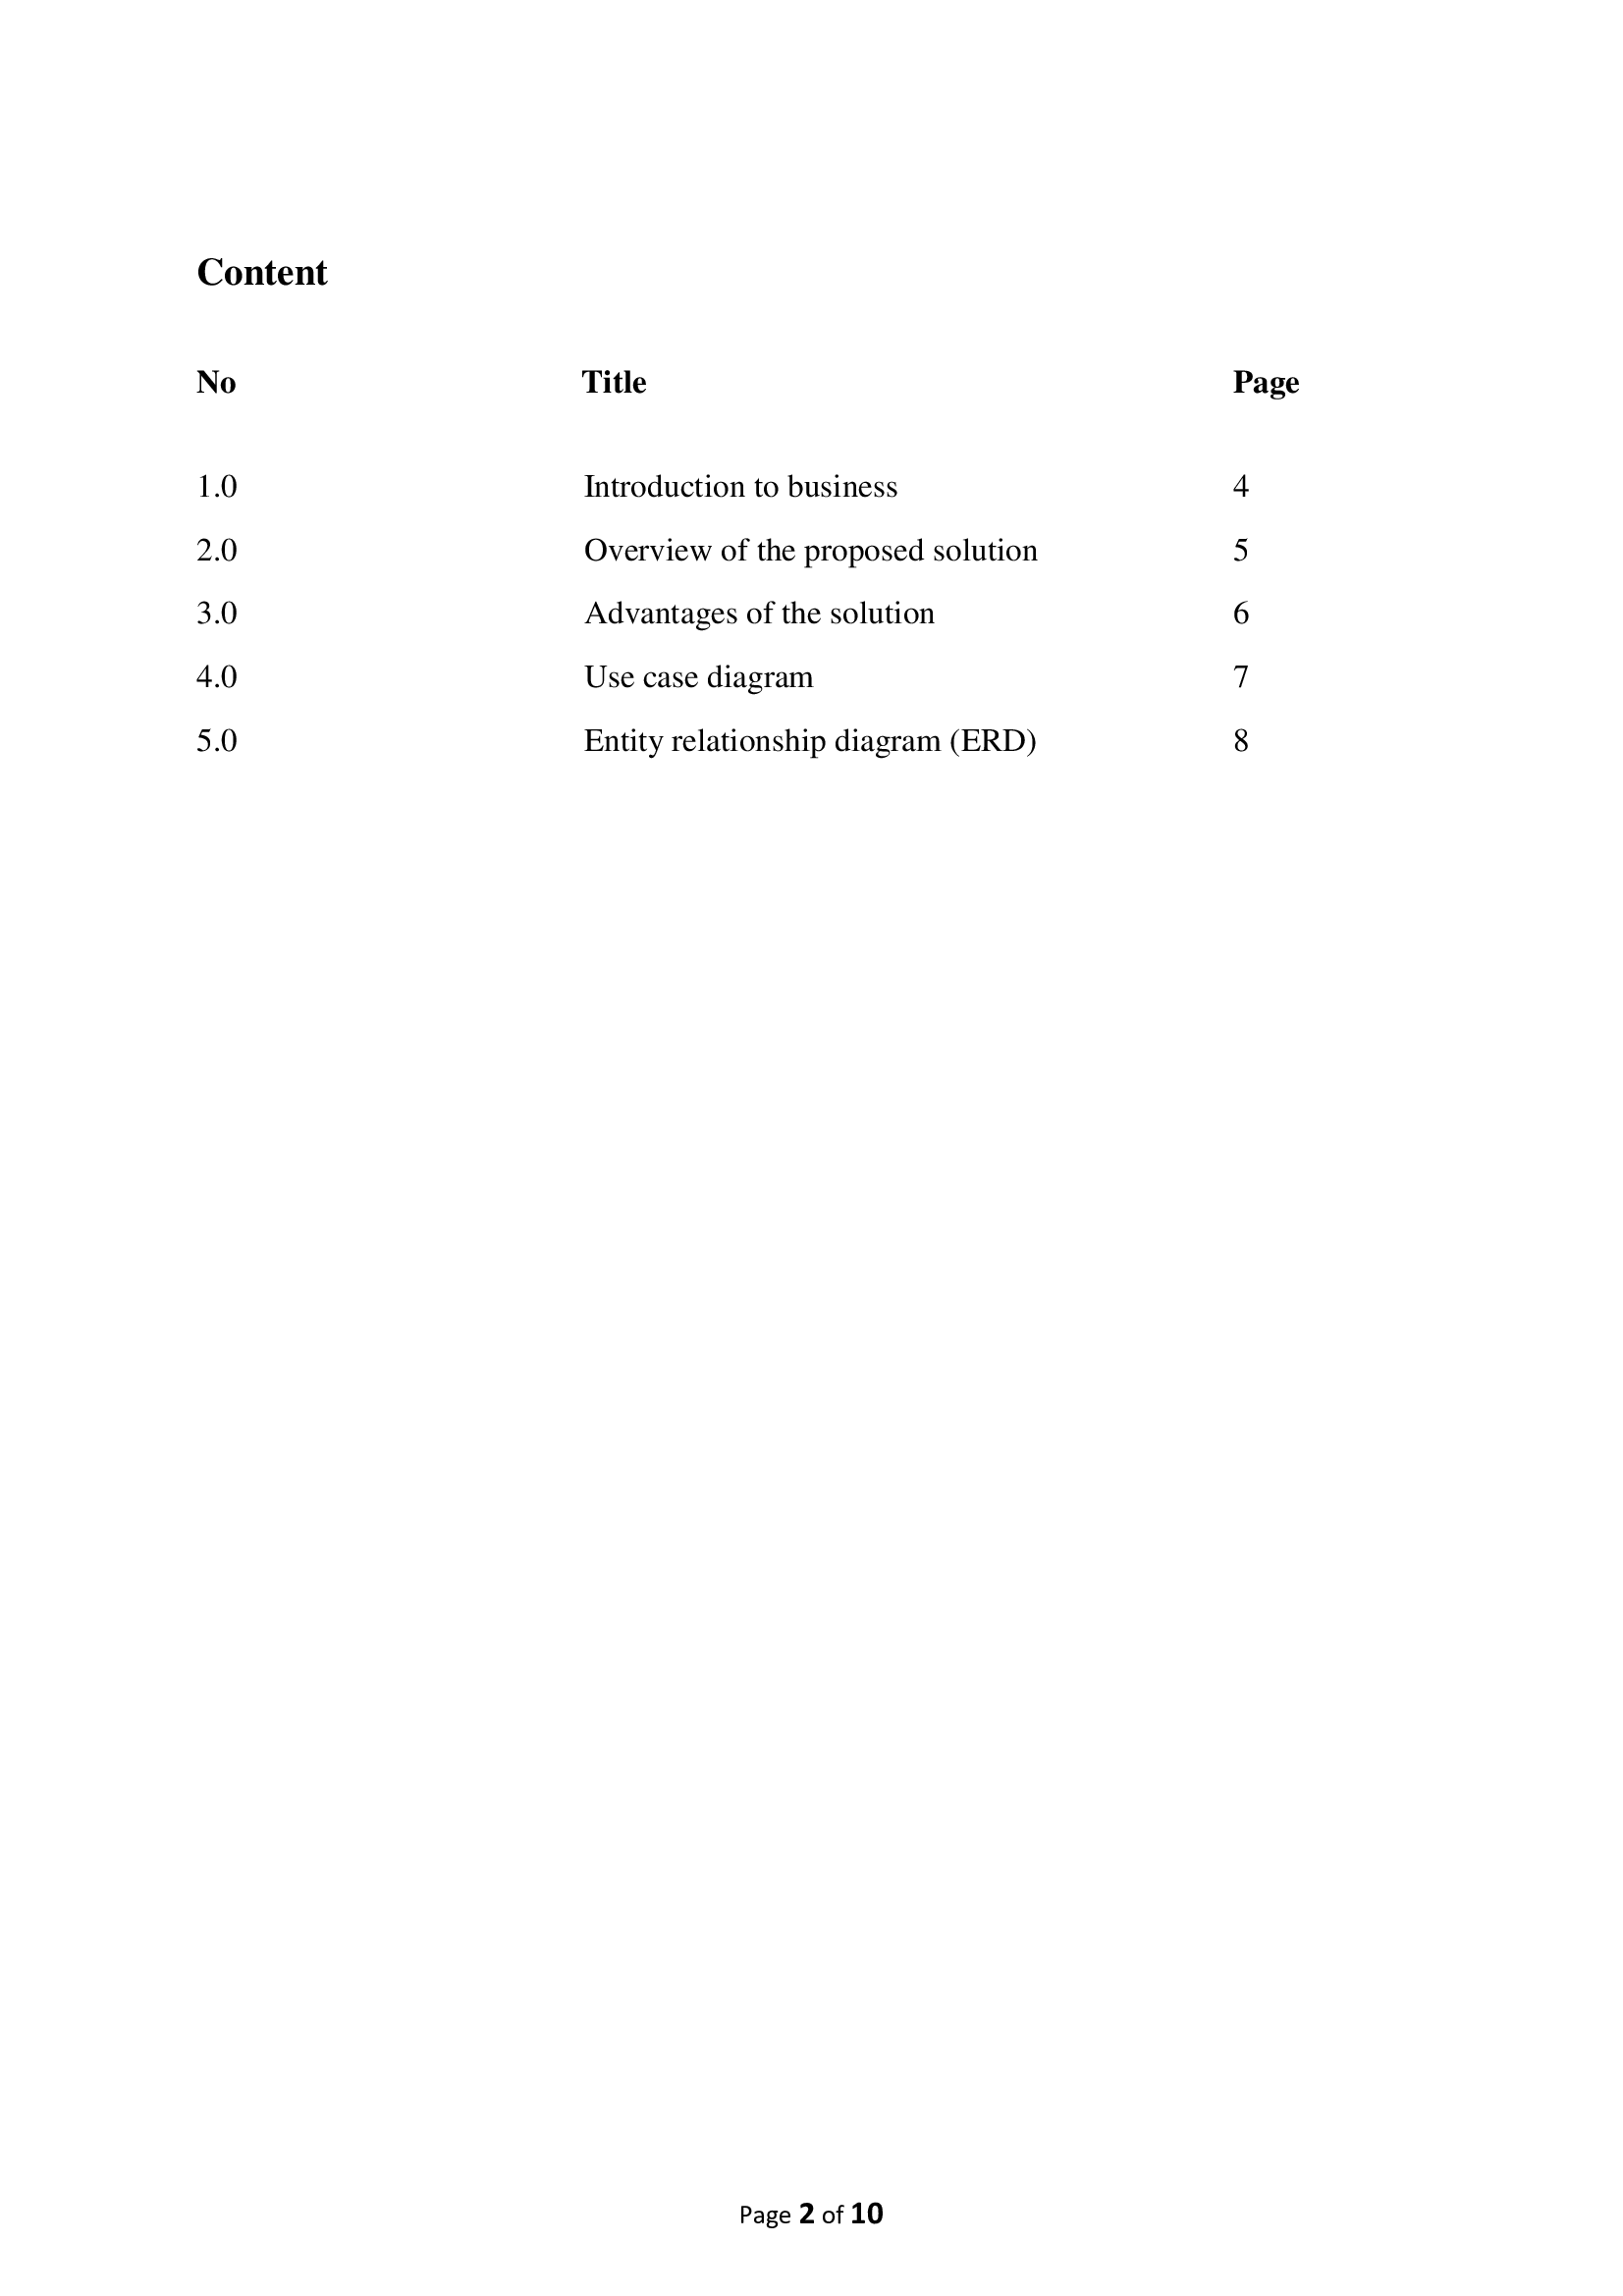 Content
No Title Page
1.0 Introduction to business 4
2.0 Overview of the proposed solution 5
3.0 Advantages of the solution 6
4.0 Use case diagram 7
5.0 Entity relationship diagram (ERD) 8
Page 2 of 10